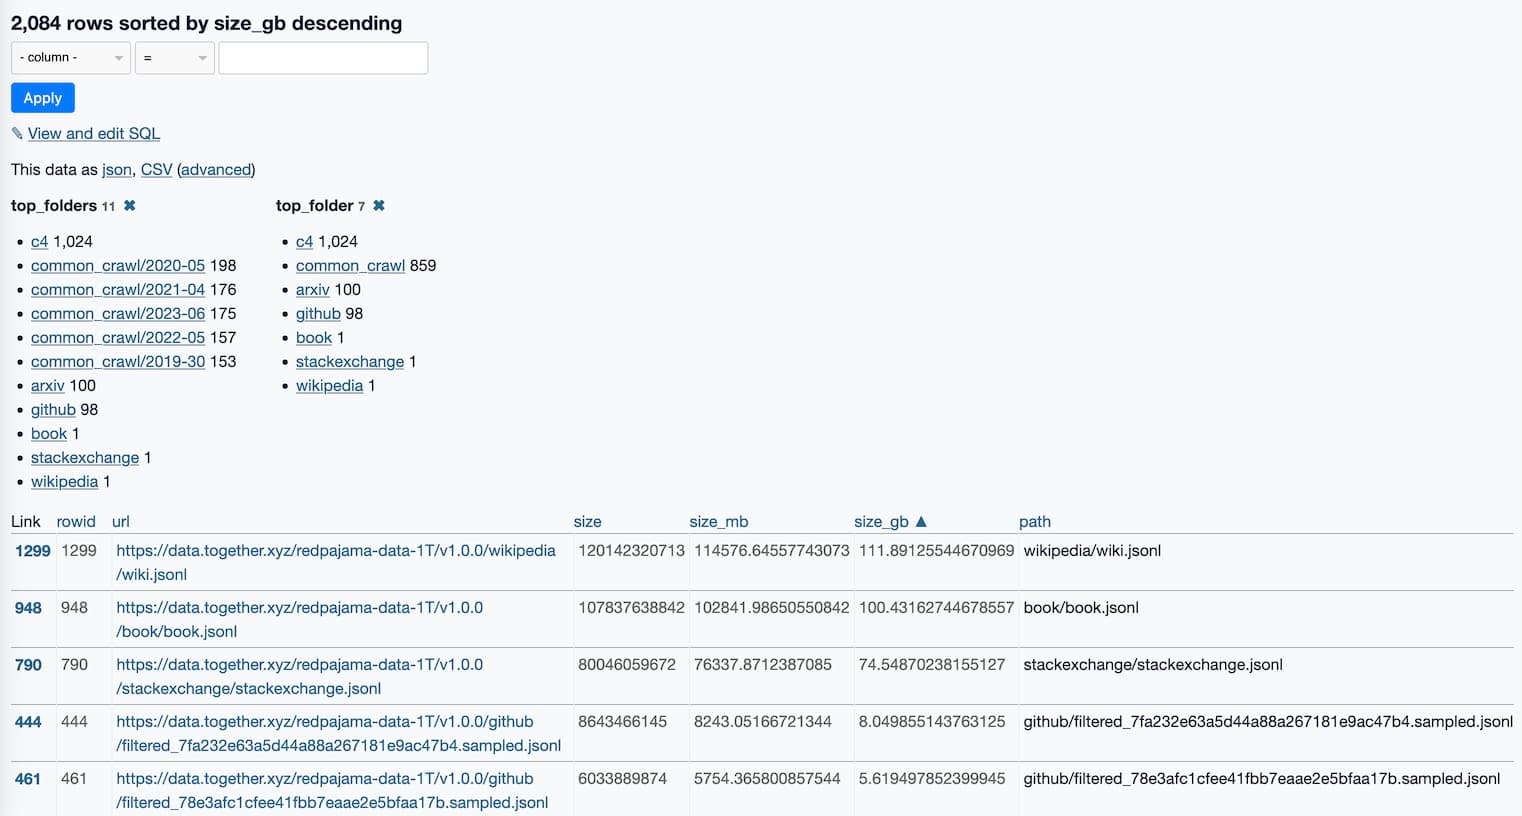 2,084 rows sorted by size_gb descending
- column -
=
Apply
✎ View and edit SQL
This data as json, CSV (advanced)
top_folders 11 ✖
• c4 1,024
• common_crawl/2020-05 198
• common_crawl/2021-04 176
• common_crawl/2023-06 175
• common_crawl/2022-05 157
• common_crawl/2019-30 153
• arxiv 100
• github 98
• book 1
• stackexchange 1
• wikipedia 1
top_folder 7 ✖
• c4 1,024
• common_crawl 859
• arxiv 100
• github 98
• book 1
• stackexchange 1
• wikipedia 1
Link rowid url size size_mb size_gb ▲ path
1299 1299 https://data.together.xyz/redpajama-data-1T/v1.0.0/wikipedia 120142320713 114576.64557743073 111.89125544670969 wikipedia/wiki.jsonl
/wiki.jsonl
948 948 https://data.together.xyz/redpajama-data-1T/v1.0.0 107837638842 102841.98650550842 100.43162744678557 book/book.jsonl
/book/book.jsonl
790 790 https://data.together.xyz/redpajama-data-1T/v1.0.0 80046059672 76337.8712387085 74.54870238155127 stackexchange/stackexchange.jsonl
/stackexchange/stackexchange.jsonl
444 444 https://data.together.xyz/redpajama-data-1T/v1.0.0/github 8643466145 8243.05166721344 8.049855143763125 github/filtered_7fa232e63a5d44a88a267181e9ac47b4.sampled.jsonl
/filtered_7fa232e63a5d44a88a267181e9ac47b4.sampled.jsonl
461 461 https://data.together.xyz/redpajama-data-1T/v1.0.0/github 6033889874 5754.365800857544 5.619497852399945 github/filtered_78e3afc1cfee41fbb7eaae2e5bfaa17b.sampled.jsonl
/filtered_78e3afc1cfee41fbb7eaae2e5bfaa17b.sampled.jsonl